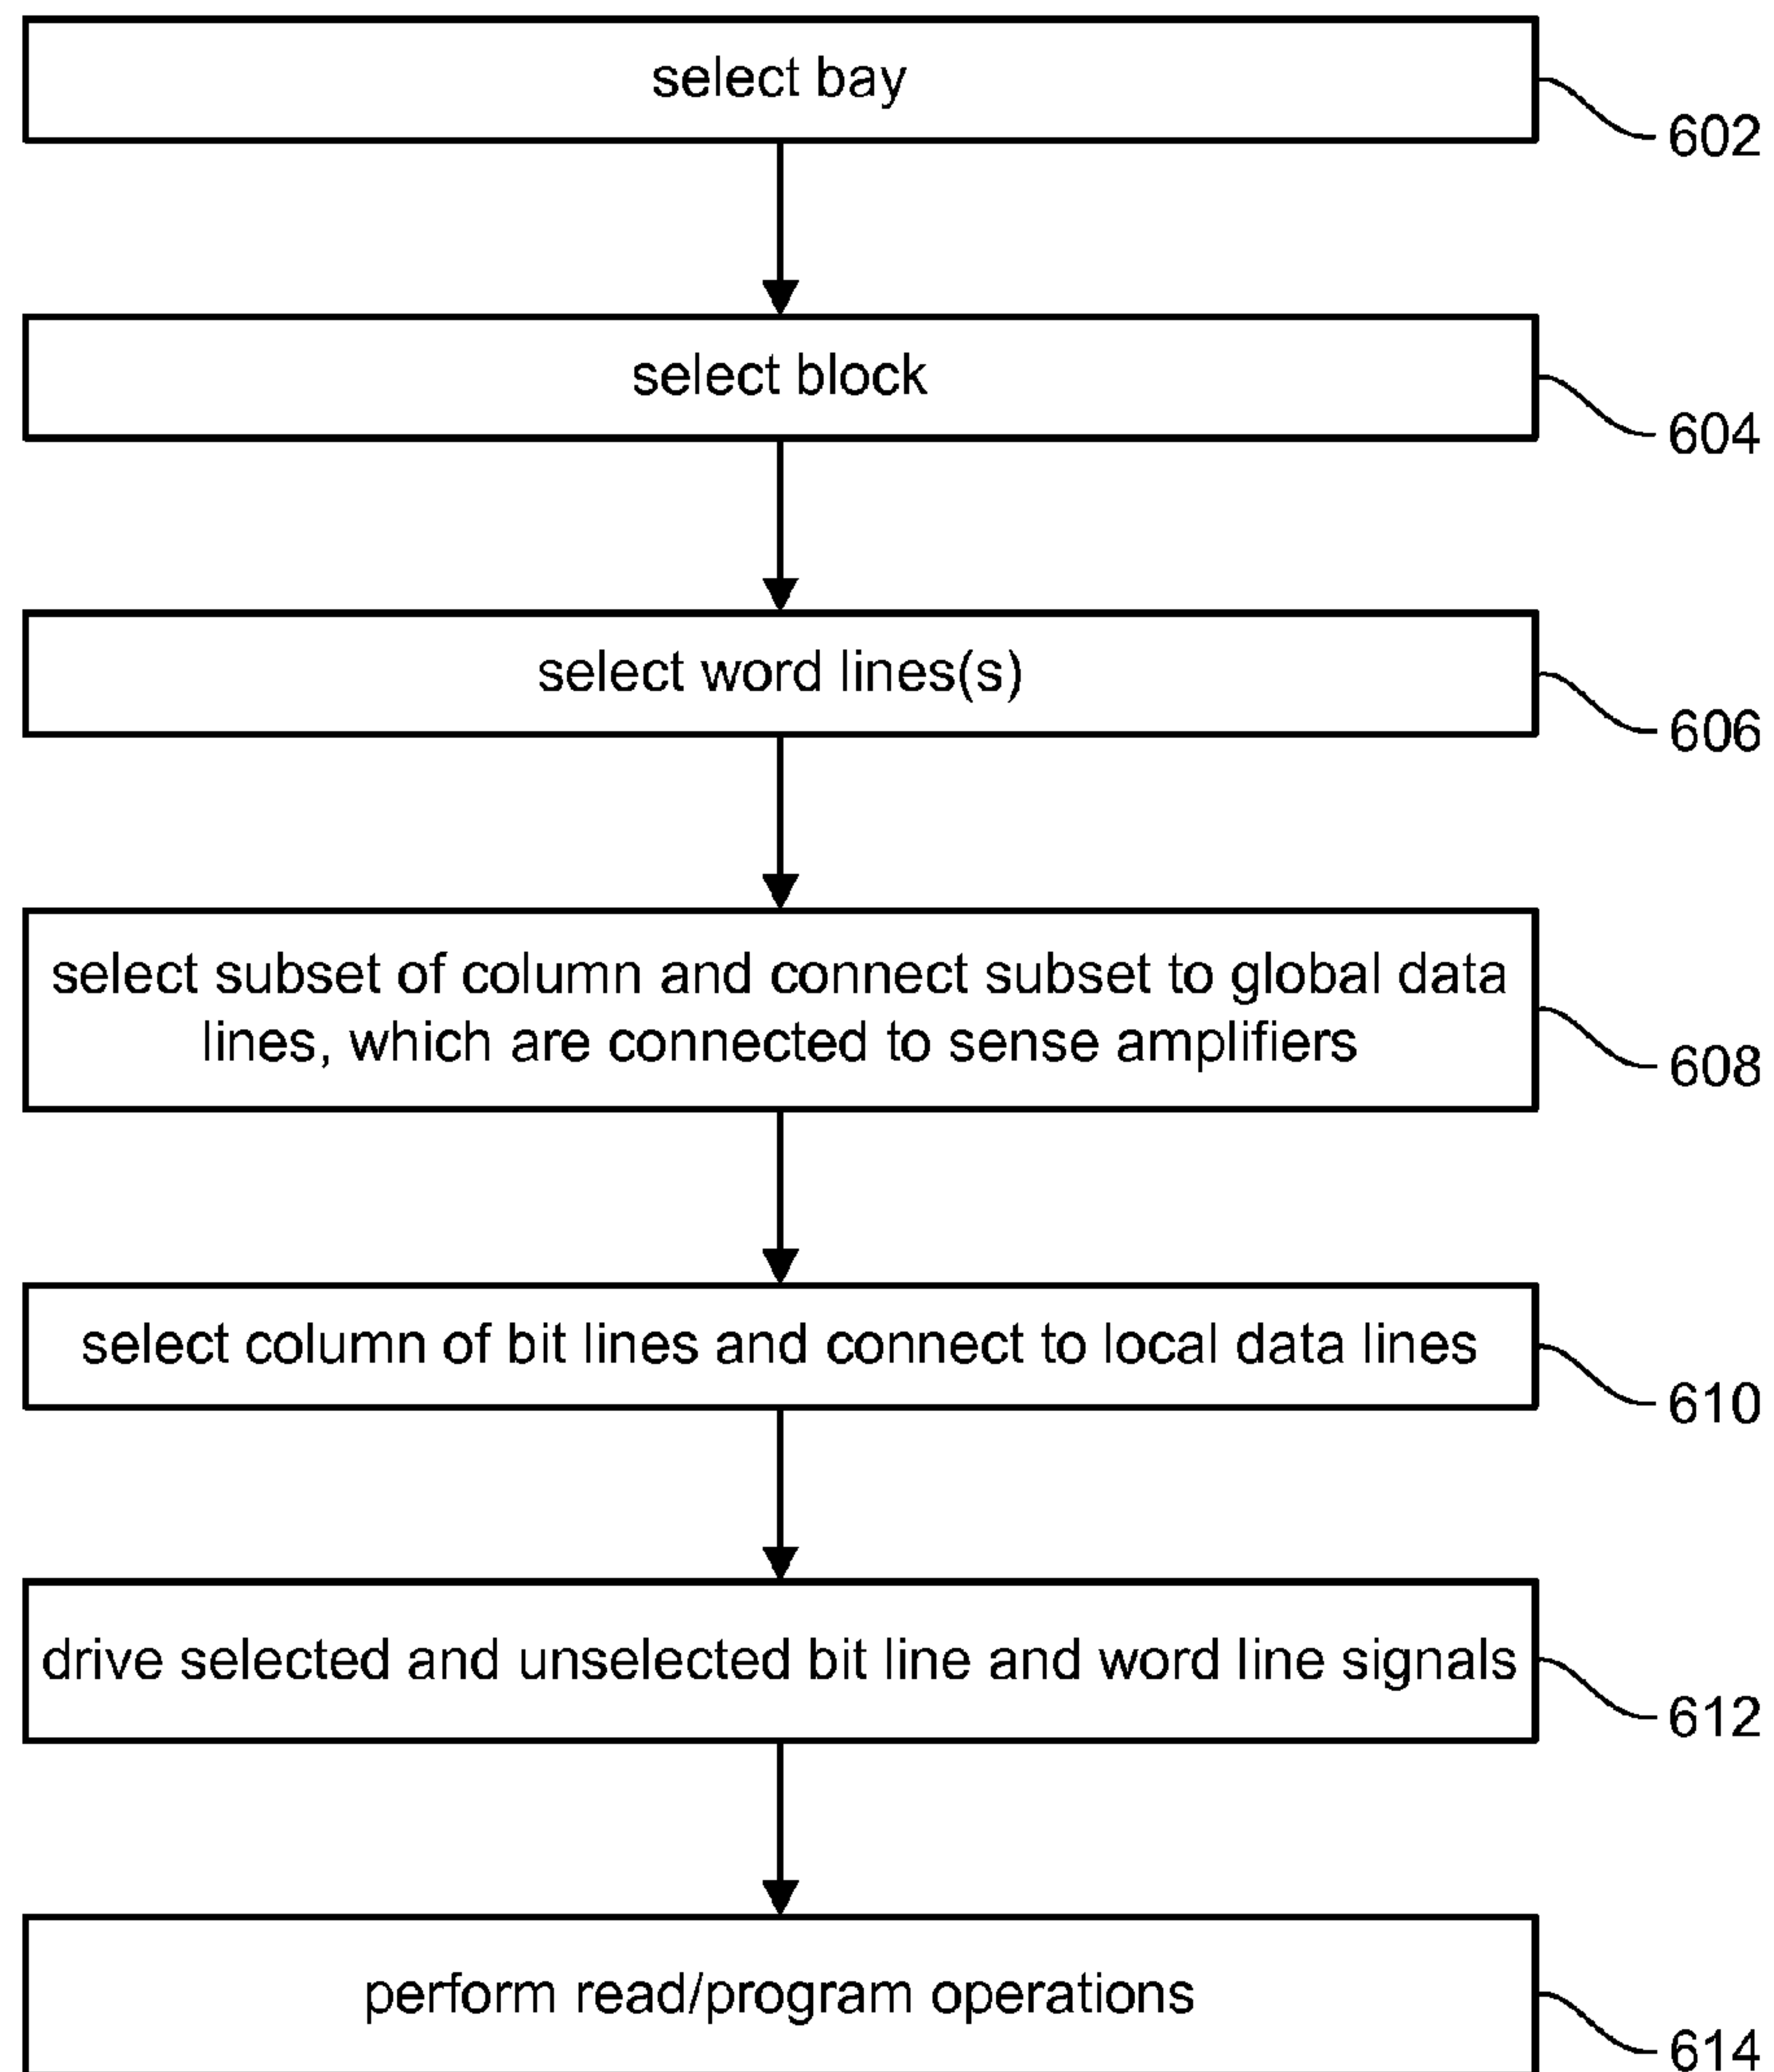 select bay
602
select block
604
select word lines(s)
606
select subset of column and connect subset to global data
lines, which are connected to sense amplifiers
608
select column of bit lines and connect to local data lines
610
drive selected and unselected bit line and word line signals
612
perform read/program operations
614